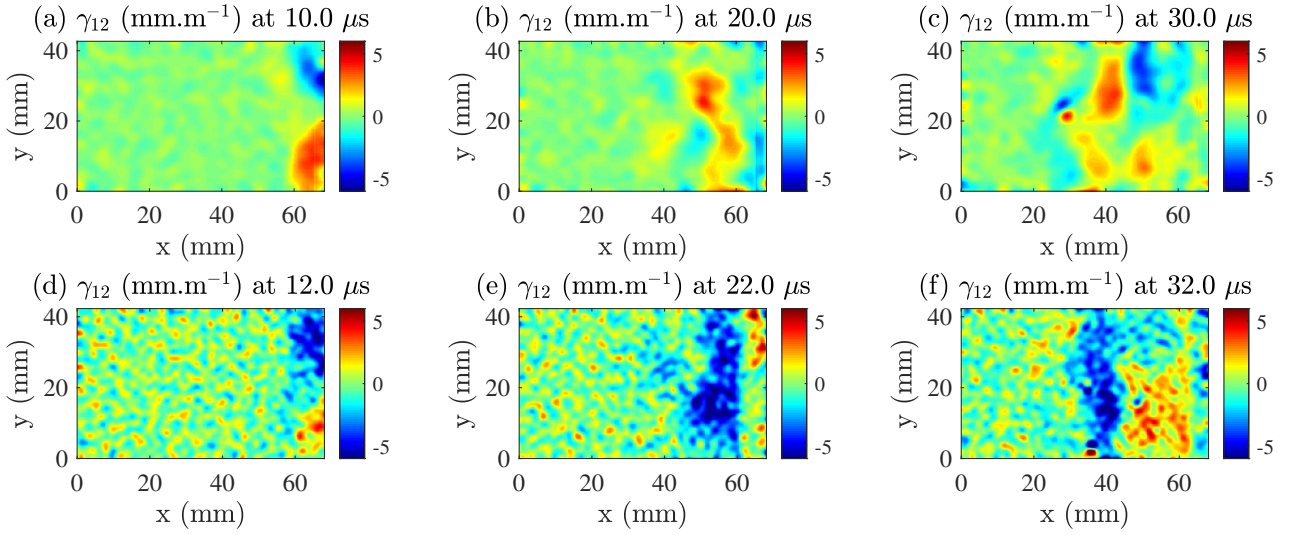 (a) γ₁₂ (mm.m⁻¹) at 10.0 μs
(b) γ₁₂ (mm.m⁻¹) at 20.0 μs
(c) γ₁₂ (mm.m⁻¹) at 30.0 μs
40
20
0
y (mm)
0 20 40 60
x (mm)
5
0
-5
40
20
0
y (mm)
0 20 40 60
x (mm)
5
0
-5
40
20
0
y (mm)
0 20 40 60
x (mm)
5
0
-5
(d) γ₁₂ (mm.m⁻¹) at 12.0 μs
(e) γ₁₂ (mm.m⁻¹) at 22.0 μs
(f) γ₁₂ (mm.m⁻¹) at 32.0 μs
40
20
0
y (mm)
0 20 40 60
x (mm)
5
0
-5
40
20
0
y (mm)
0 20 40 60
x (mm)
5
0
-5
40
20
0
y (mm)
0 20 40 60
x (mm)
5
0
-5